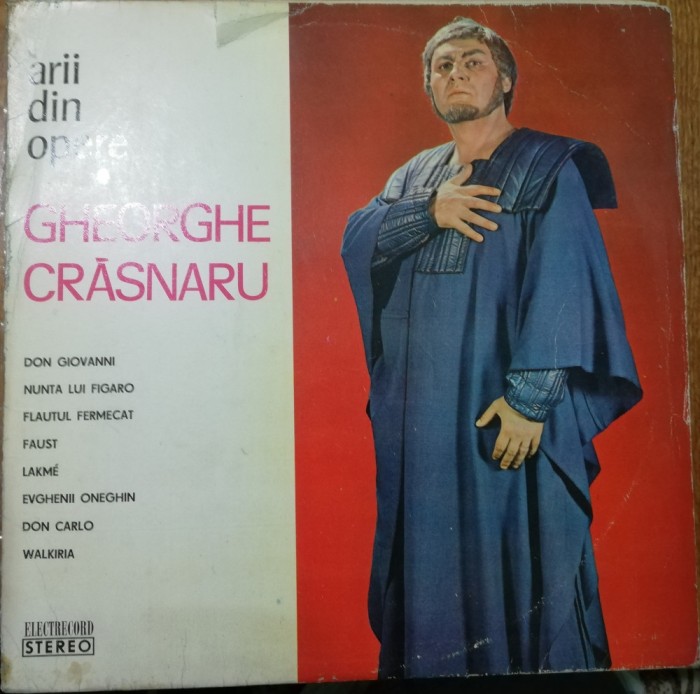 arii
din
opere
GHEORGHE
CRĂSNARU
DON GIOVANNI
NUNTA LUI FIGARO
FLAUTUL FERMECAT
FAUST
LAKMÉ
EVGHENII ONEGHIN
DON CARLO
WALKIRIA
ELECTRECORD
STEREO